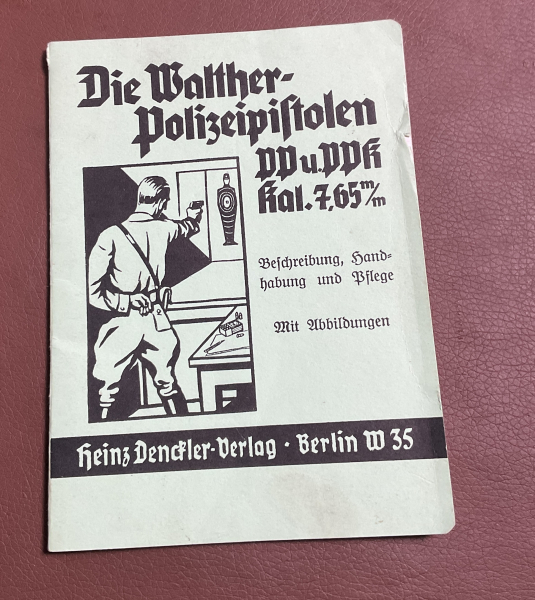 Die Walther-
Polizeipiſtolen
PP u. PPK
Kal. 7,65 m/m
Beſchreibung, Hand-
habung und Pflege
Mit Abbildungen
Heinz Denckler-Verlag · Berlin W 35